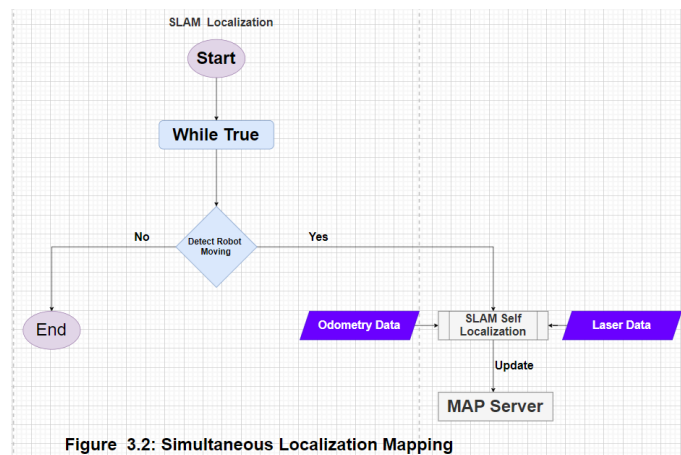 SLAM Localization
Start
While True
Detect Robot
Moving
No
Yes
End
Odometry Data
SLAM Self
Localization
Laser Data
Update
MAP Server
Figure 3.2: Simultaneous Localization Mapping